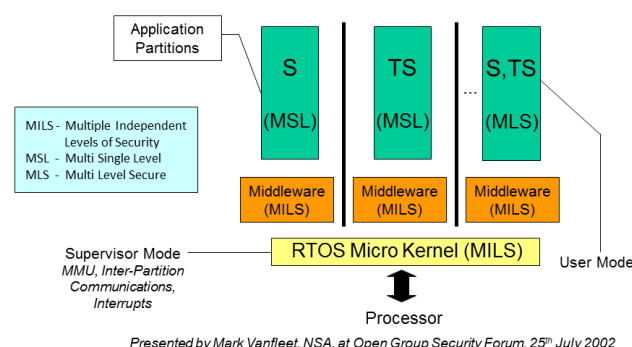 Application
Partitions
S
(MSL)
TS
(MSL)
...
S,TS
(MLS)
MILS - Multiple Independent
Levels of Security
MSL - Multi Single Level
MLS - Multi Level Secure
Middleware
(MILS)
Middleware
(MILS)
Middleware
(MILS)
Supervisor Mode
MMU, Inter-Partition
Communications,
Interrupts
RTOS Micro Kernel (MILS)
User Mode
Processor
Presented by Mark Vanfleet, NSA, at Open Group Security Forum, 25th July 2002